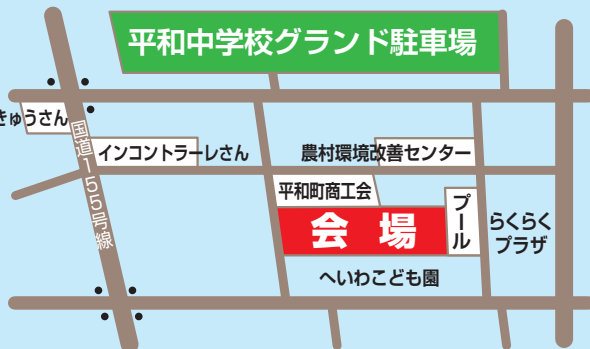 平和中学校グランド駐車場
きゅうさん
国道155号線
インコントラーレさん
農村環境改善センター
平和町商工会
会場
プール
らくらく
プラザ
へいわこども園